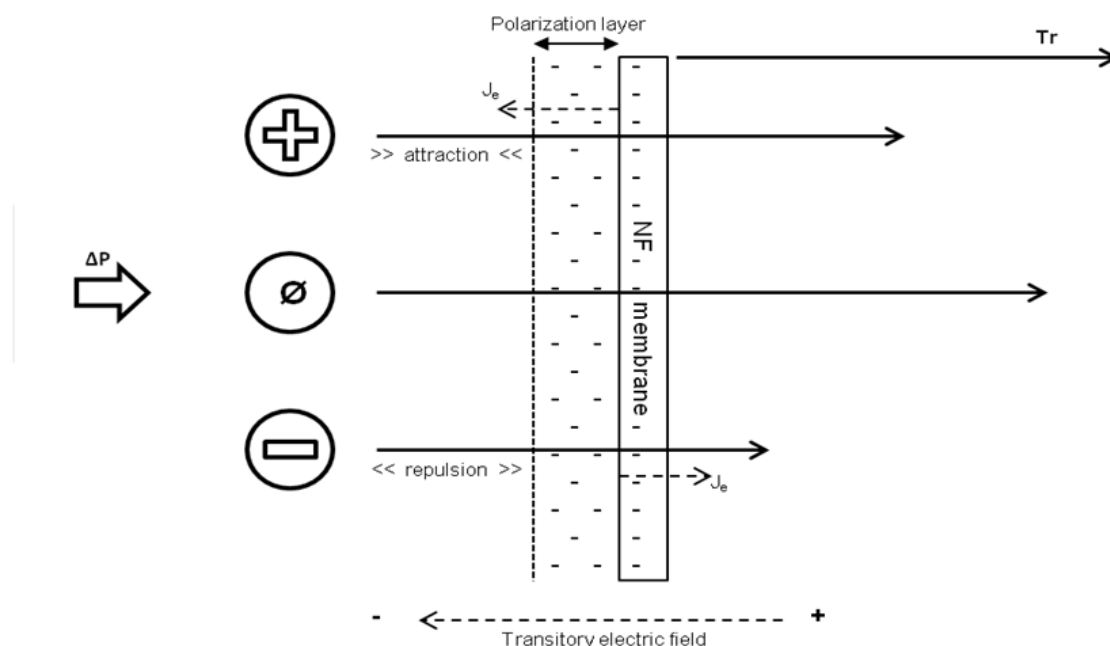 Polarization layer
Tr
Jₑ
>> attraction <<
ΔP
Ø
NF membrane
<< repulsion >>
Jₑ
- +
Transitory electric field